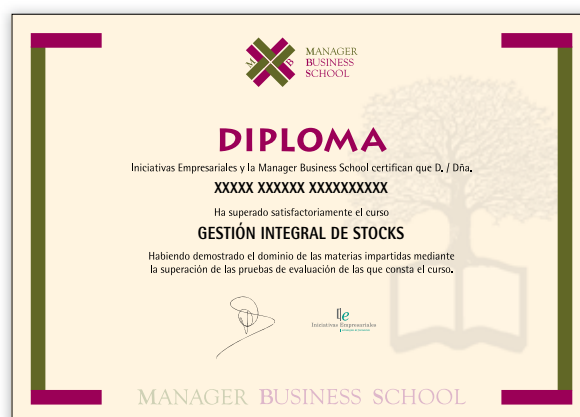 M B
MANAGER
BUSINESS
SCHOOL
DIPLOMA
Iniciativas Empresariales y la Manager Business School certifican que D. / Dña.
XXXXX XXXXXX XXXXXXXXXX
Ha superado satisfactoriamente el curso
GESTIÓN INTEGRAL DE STOCKS
Habiendo demostrado el dominio de las materias impartidas mediante
la superación de las pruebas de evaluación de las que consta el curso.
Iniciativas Empresariales
MANAGER BUSINESS SCHOOL